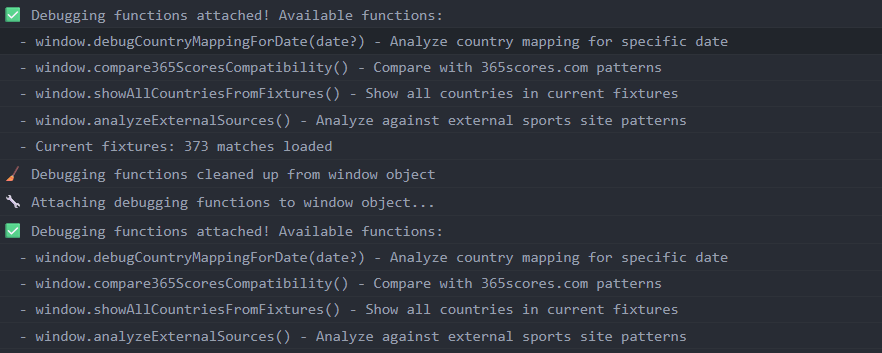 ✅ Debugging functions attached! Available functions:
- window.debugCountryMappingForDate(date?) - Analyze country mapping for specific date
- window.compare365ScoresCompatibility() - Compare with 365scores.com patterns
- window.showAllCountriesFromFixtures() - Show all countries in current fixtures
- window.analyzeExternalSources() - Analyze against external sports site patterns
- Current fixtures: 373 matches loaded
🧹 Debugging functions cleaned up from window object
🔧 Attaching debugging functions to window object...
✅ Debugging functions attached! Available functions:
- window.debugCountryMappingForDate(date?) - Analyze country mapping for specific date
- window.compare365ScoresCompatibility() - Compare with 365scores.com patterns
- window.showAllCountriesFromFixtures() - Show all countries in current fixtures
- window.analyzeExternalSources() - Analyze against external sports site patterns